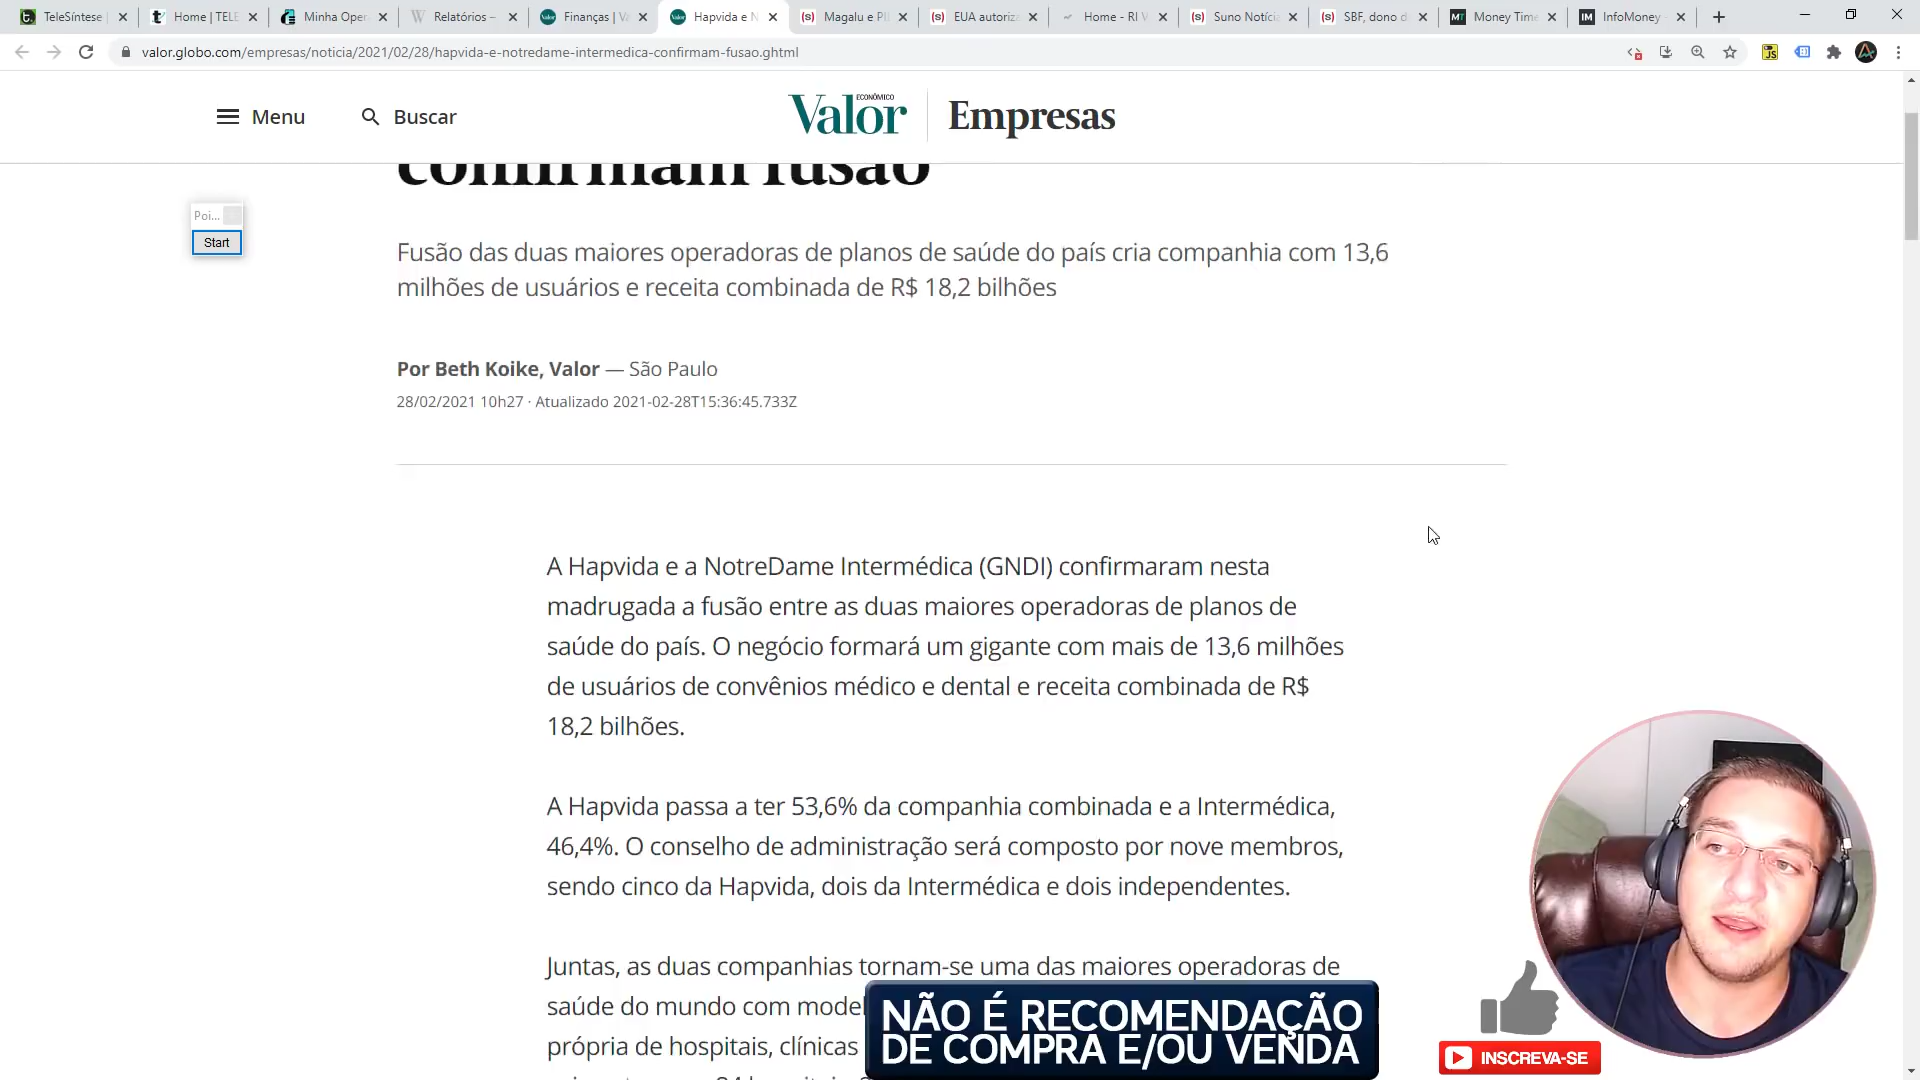 TeleSíntese
Home | TELE
Minha Oper
Relatórios –
Finanças | Va
Hapvida e N
Magalu e Pl
EUA autoriza
Home - RI V
Suno Notícia
SBF, dono d
Money Time
InfoMoney -
valor.globo.com/empresas/noticia/2021/02/28/hapvida-e-notredame-intermedica-confirmam-fusao.ghtml
Menu
Buscar
Valor
ECONÔMICO
Empresas
confirmam fusão
Poi...
Start
Fusão das duas maiores operadoras de planos de saúde do país cria companhia com 13,6
milhões de usuários e receita combinada de R$ 18,2 bilhões
Por Beth Koike, Valor — São Paulo
28/02/2021 10h27 · Atualizado 2021-02-28T15:36:45.733Z
A Hapvida e a NotreDame Intermédica (GNDI) confirmaram nesta
madrugada a fusão entre as duas maiores operadoras de planos de
saúde do país. O negócio formará um gigante com mais de 13,6 milhões
de usuários de convênios médico e dental e receita combinada de R$
18,2 bilhões.
A Hapvida passa a ter 53,6% da companhia combinada e a Intermédica,
46,4%. O conselho de administração será composto por nove membros,
sendo cinco da Hapvida, dois da Intermédica e dois independentes.
Juntas, as duas companhias tornam-se uma das maiores operadoras de
saúde do mundo com model
própria de hospitais, clínicas
NÃO É RECOMENDAÇÃO
DE COMPRA E/OU VENDA
INSCREVA-SE